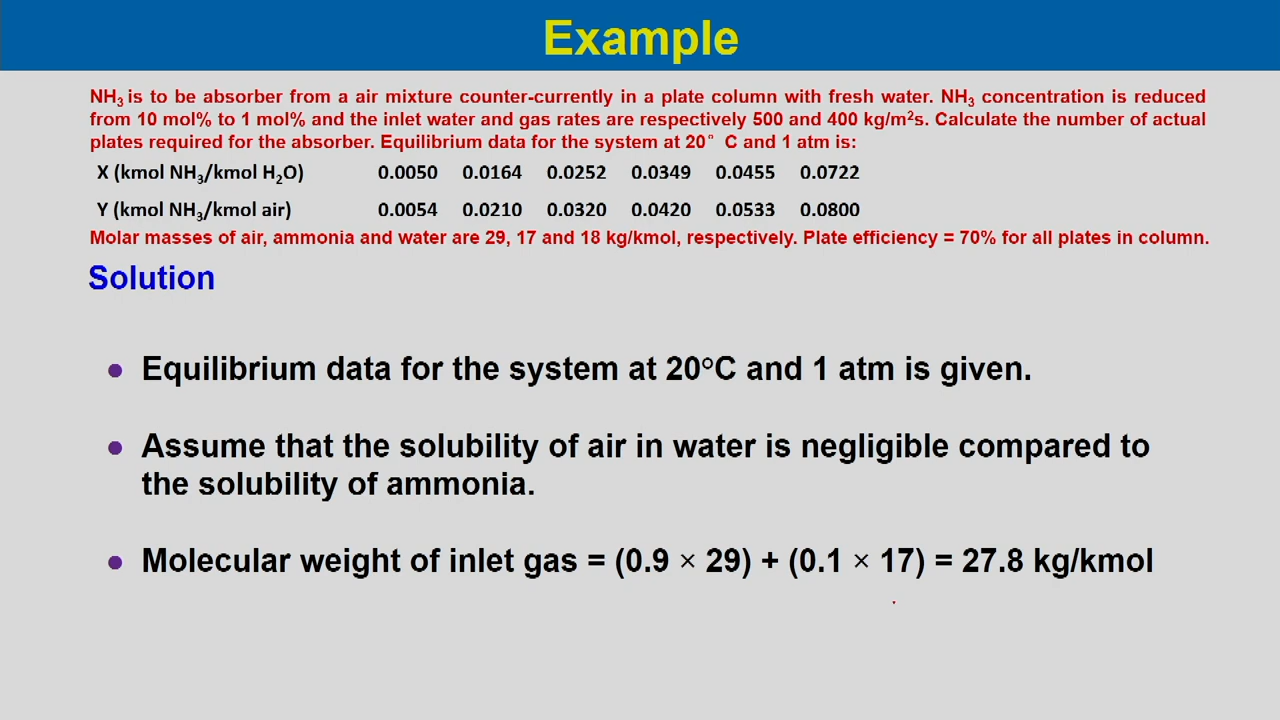 Example
NH3 is to be absorber from a air mixture counter-currently in a plate column with fresh water. NH3 concentration is reduced
from 10 mol% to 1 mol% and the inlet water and gas rates are respectively 500 and 400 kg/m²s. Calculate the number of actual
plates required for the absorber. Equilibrium data for the system at 20° C and 1 atm is:
X (kmol NH3/kmol H2O) 0.0050 0.0164 0.0252 0.0349 0.0455 0.0722
Y (kmol NH3/kmol air) 0.0054 0.0210 0.0320 0.0420 0.0533 0.0800
Molar masses of air, ammonia and water are 29, 17 and 18 kg/kmol, respectively. Plate efficiency = 70% for all plates in column.
Solution
• Equilibrium data for the system at 20°C and 1 atm is given.
• Assume that the solubility of air in water is negligible compared to
the solubility of ammonia.
• Molecular weight of inlet gas = (0.9 × 29) + (0.1 × 17) = 27.8 kg/kmol